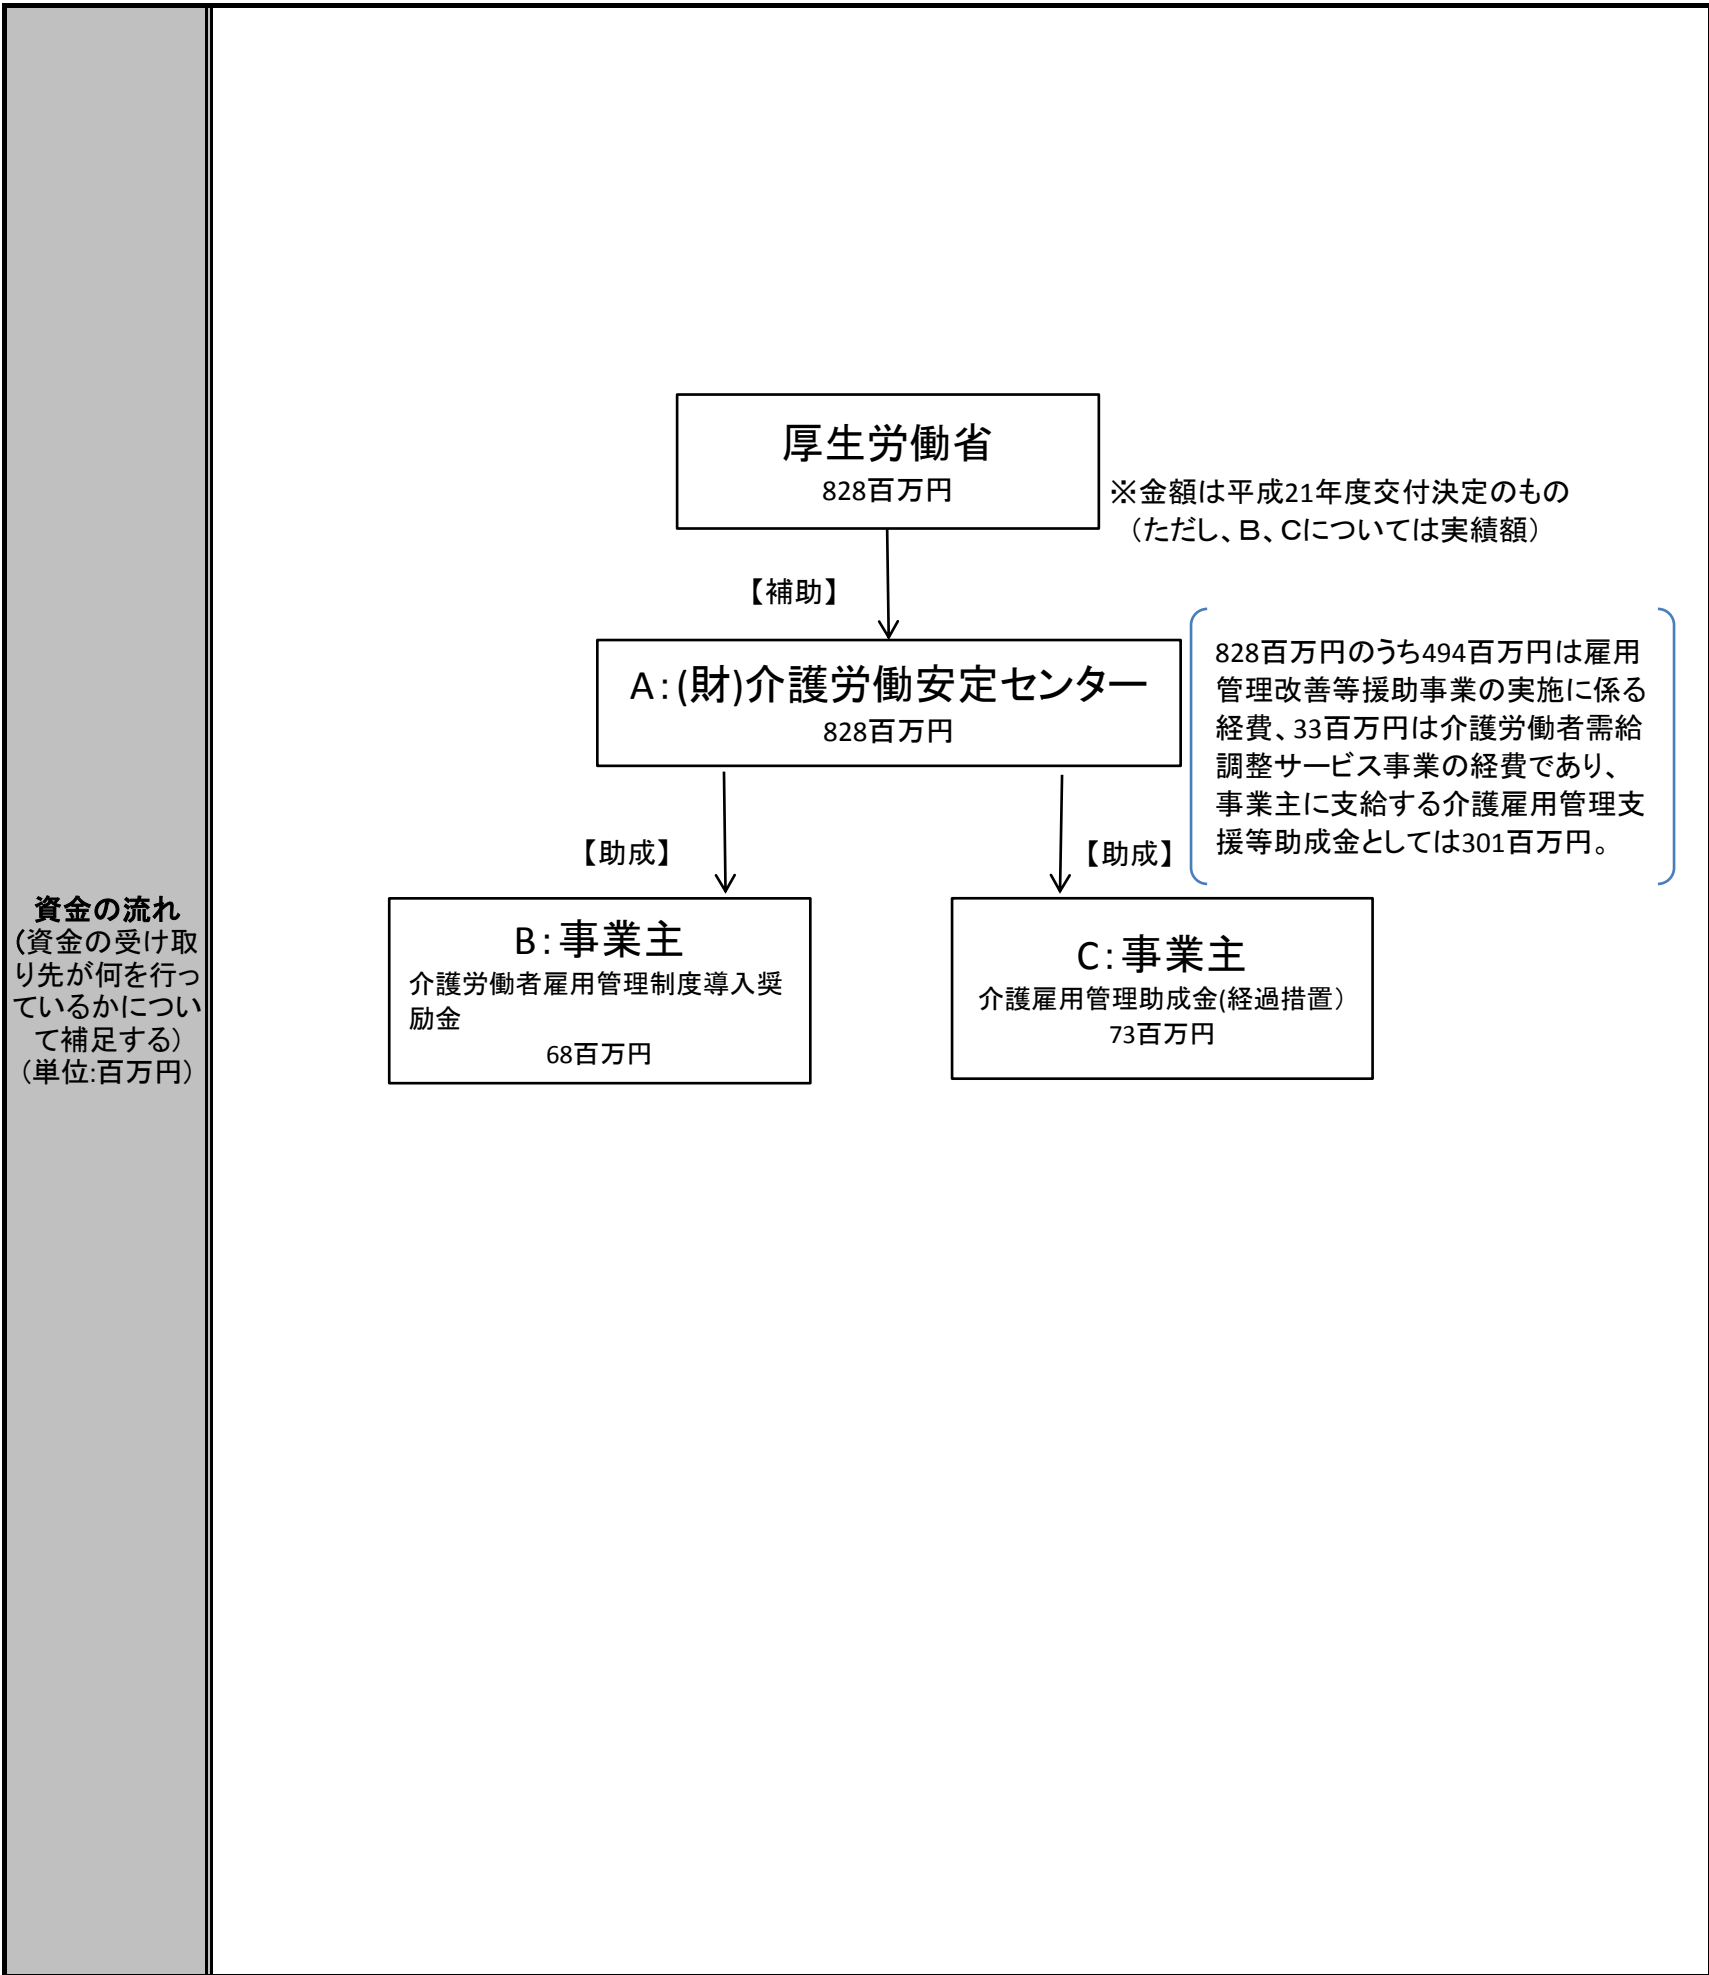 資金の流れ
(資金の受け取
り先が何を行っ
ているかについ
て補足する)
(単位:百万円)
厚生労働省
828百万円
※金額は平成21年度交付決定のもの
(ただし、B、Cについては実績額)
【補助】
A:(財)介護労働安定センター
828百万円
828百万円のうち494百万円は雇用
管理改善等援助事業の実施に係る
経費、33百万円は介護労働者需給
調整サービス事業の経費であり、
事業主に支給する介護雇用管理支
援等助成金としては301百万円。
【助成】
【助成】
B:事業主
介護労働者雇用管理制度導入奨
励金
68百万円
C:事業主
介護雇用管理助成金(経過措置)
73百万円